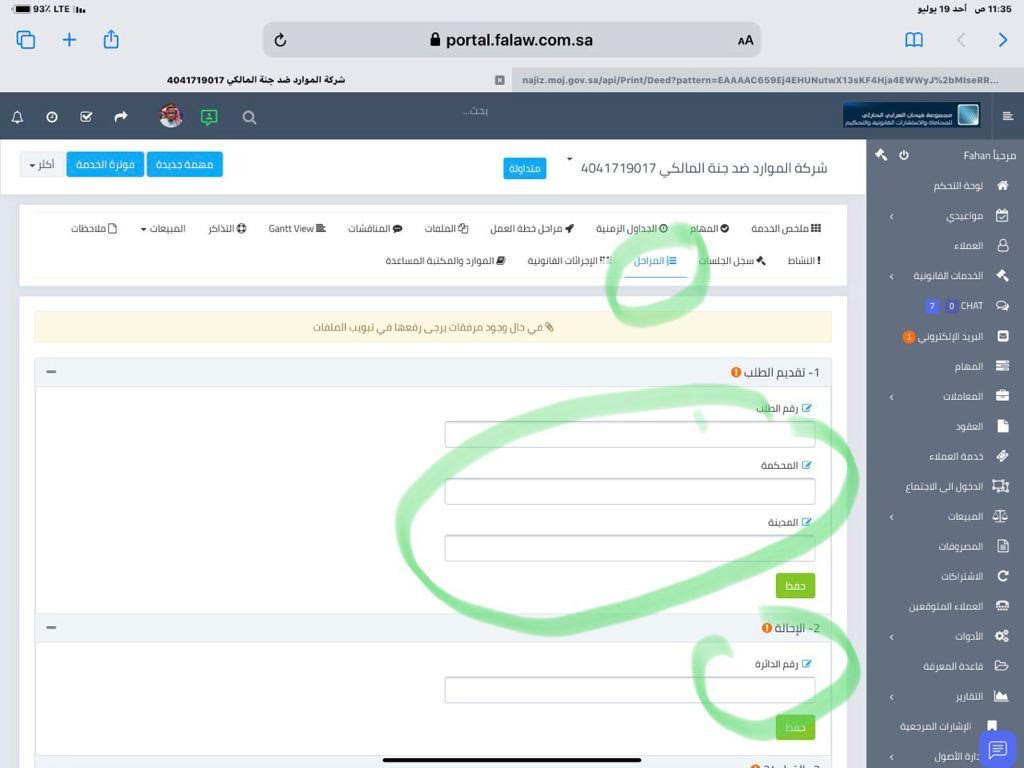 11:35 ص أحد 19 يوليو
93٪ LTE
AA portal.falaw.com.sa
شركة الموارد ضد جنة المالكي 4041719017
najiz.moj.gov.sa/api/Print/Deed?pattern=EAAAAC659Ej4EHUNutwX13sKF4Hja4EWWyJ%2bMIseRR...
مجموعة فيحان العرابي الحارثي
للمحاماة والاستشارات القانونية والتحكيم
بحث...
مرحباً Fahan
لوحة التحكم
مواعيدي
العملاء
الخدمات القانونية
CHAT 0 7
البريد الإلكتروني 1
المهام
المعاملات
العقود
خدمة العملاء
الدخول الى الاجتماع
المبيعات
المصروفات
الاشتراكات
العملاء المتوقعين
الأدوات
قاعدة المعرفة
التقارير
الإشارات المرجعية
إدارة الأصول
شركة الموارد ضد جنة المالكي 4041719017
متداولة
مهمة جديدة
فوترة الخدمة
أكثر
ملخص الخدمة المهام الجداول الزمنية مراحل خطة العمل الملفات المناقشات Gantt View التذاكر المبيعات ملاحظات
النشاط سجل الجلسات المراحل الإجراءات القانونية الموارد والمكتبة المساعدة
في حال وجود مرفقات يرجى رفعها في تبويب الملفات
1- تقديم الطلب
رقم الطلب
المحكمة
المدينة
حفظ
2- الإحالة
رقم الدائرة
حفظ